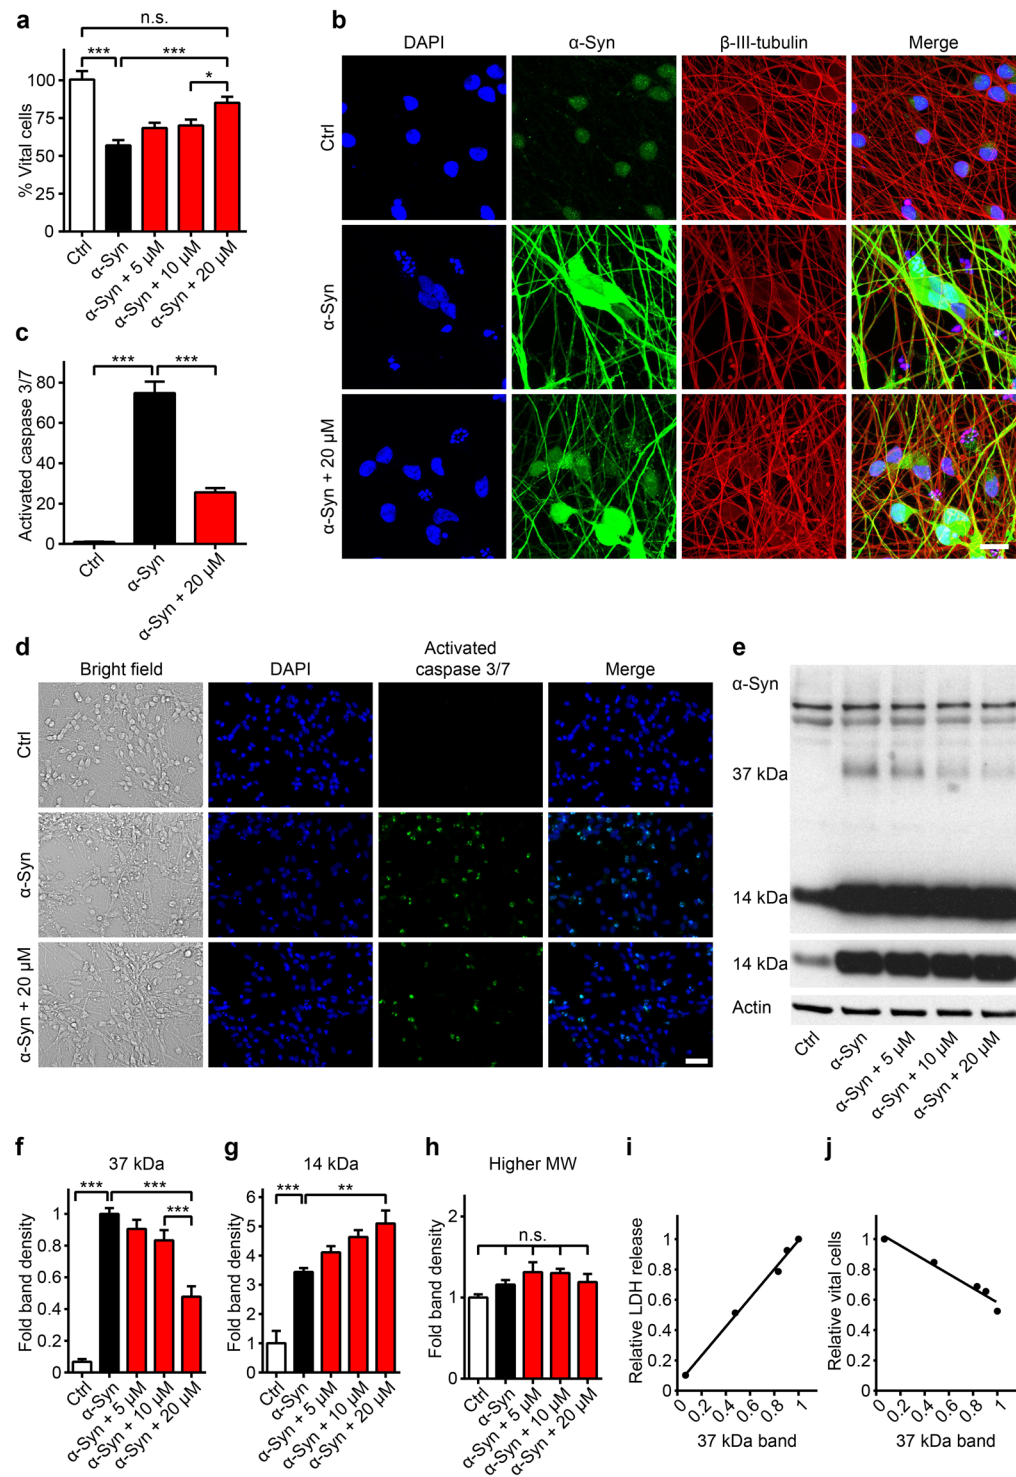 a
n.s.
***
***
*
100
75
50
25
0
% Vital cells
Ctrl
α-Syn
α-Syn + 5 µM
α-Syn + 10 µM
α-Syn + 20 µM
b
DAPI
α-Syn
β-III-tubulin
Merge
Ctrl
α-Syn
α-Syn + 20 µM
c
***
***
80
60
40
20
0
Activated caspase 3/7
Ctrl
α-Syn
α-Syn + 20 µM
d
Bright field
DAPI
Activated
caspase 3/7
Merge
Ctrl
α-Syn
α-Syn + 20 µM
e
α-Syn
37 kDa
14 kDa
14 kDa
Actin
Ctrl
α-Syn
α-Syn + 5 µM
α-Syn + 10 µM
α-Syn + 20 µM
f
37 kDa
***
***
***
1
0.8
0.6
0.4
0.2
0
Fold band density
Ctrl
α-Syn
α-Syn + 5 µM
α-Syn + 10 µM
α-Syn + 20 µM
g
14 kDa
***
**
6
5
4
3
2
1
0
Fold band density
Ctrl
α-Syn
α-Syn + 5 µM
α-Syn + 10 µM
α-Syn + 20 µM
h
Higher MW
n.s.
2
1
0
Fold band density
Ctrl
α-Syn
α-Syn + 5 µM
α-Syn + 10 µM
α-Syn + 20 µM
i
1
0.8
0.6
0.4
0.2
0
Relative LDH release
0
0.2
0.4
0.6
0.8
1
37 kDa band
j
1
0.8
0.6
0.4
0.2
0
Relative vital cells
0
0.2
0.4
0.6
0.8
1
37 kDa band